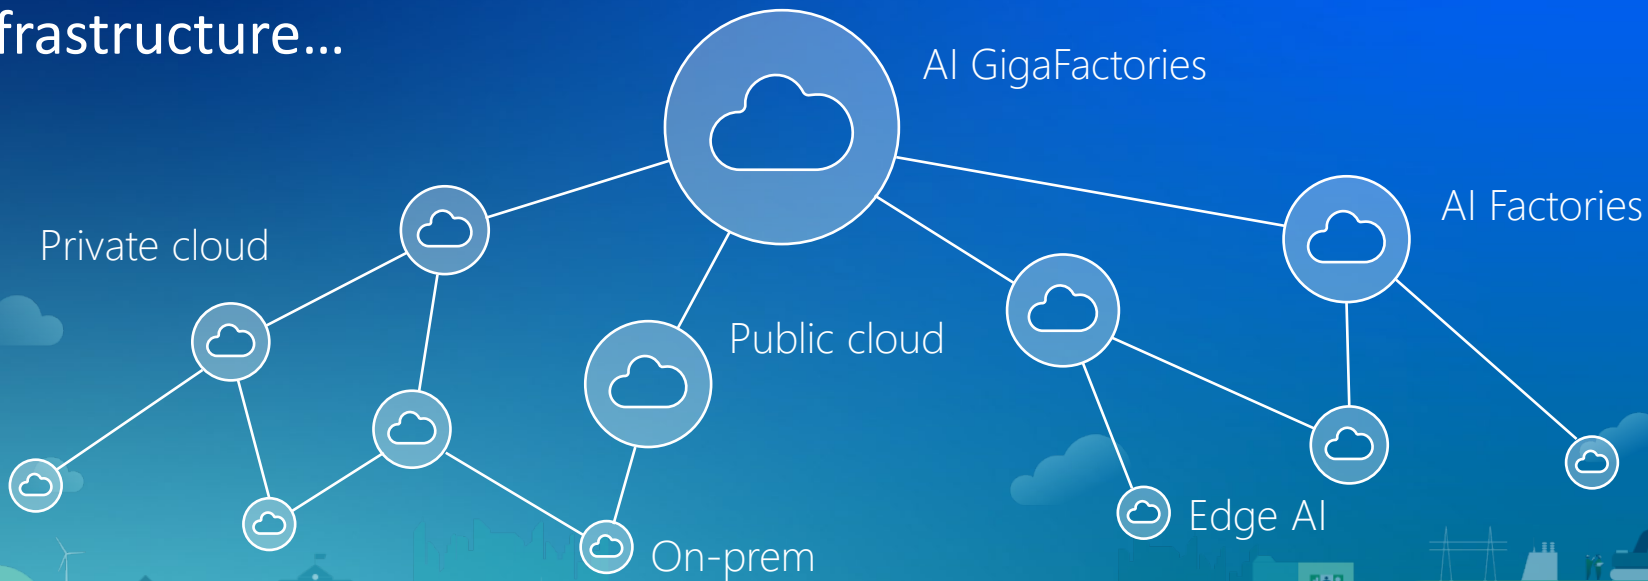 frastructure...
AI GigaFactories
AI Factories
Private cloud
Public cloud
Edge AI
On-prem